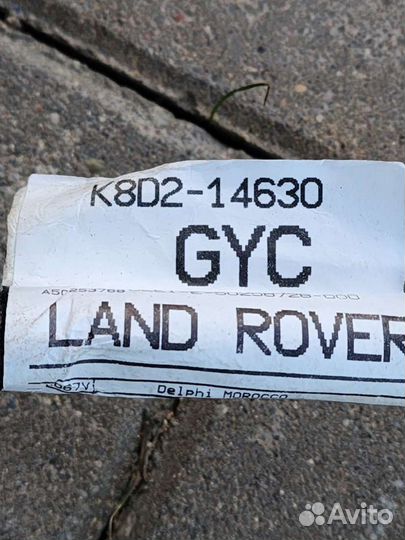 K8D2-14630
GYC
LAND ROVER
Delphi MOROCCO
Avito